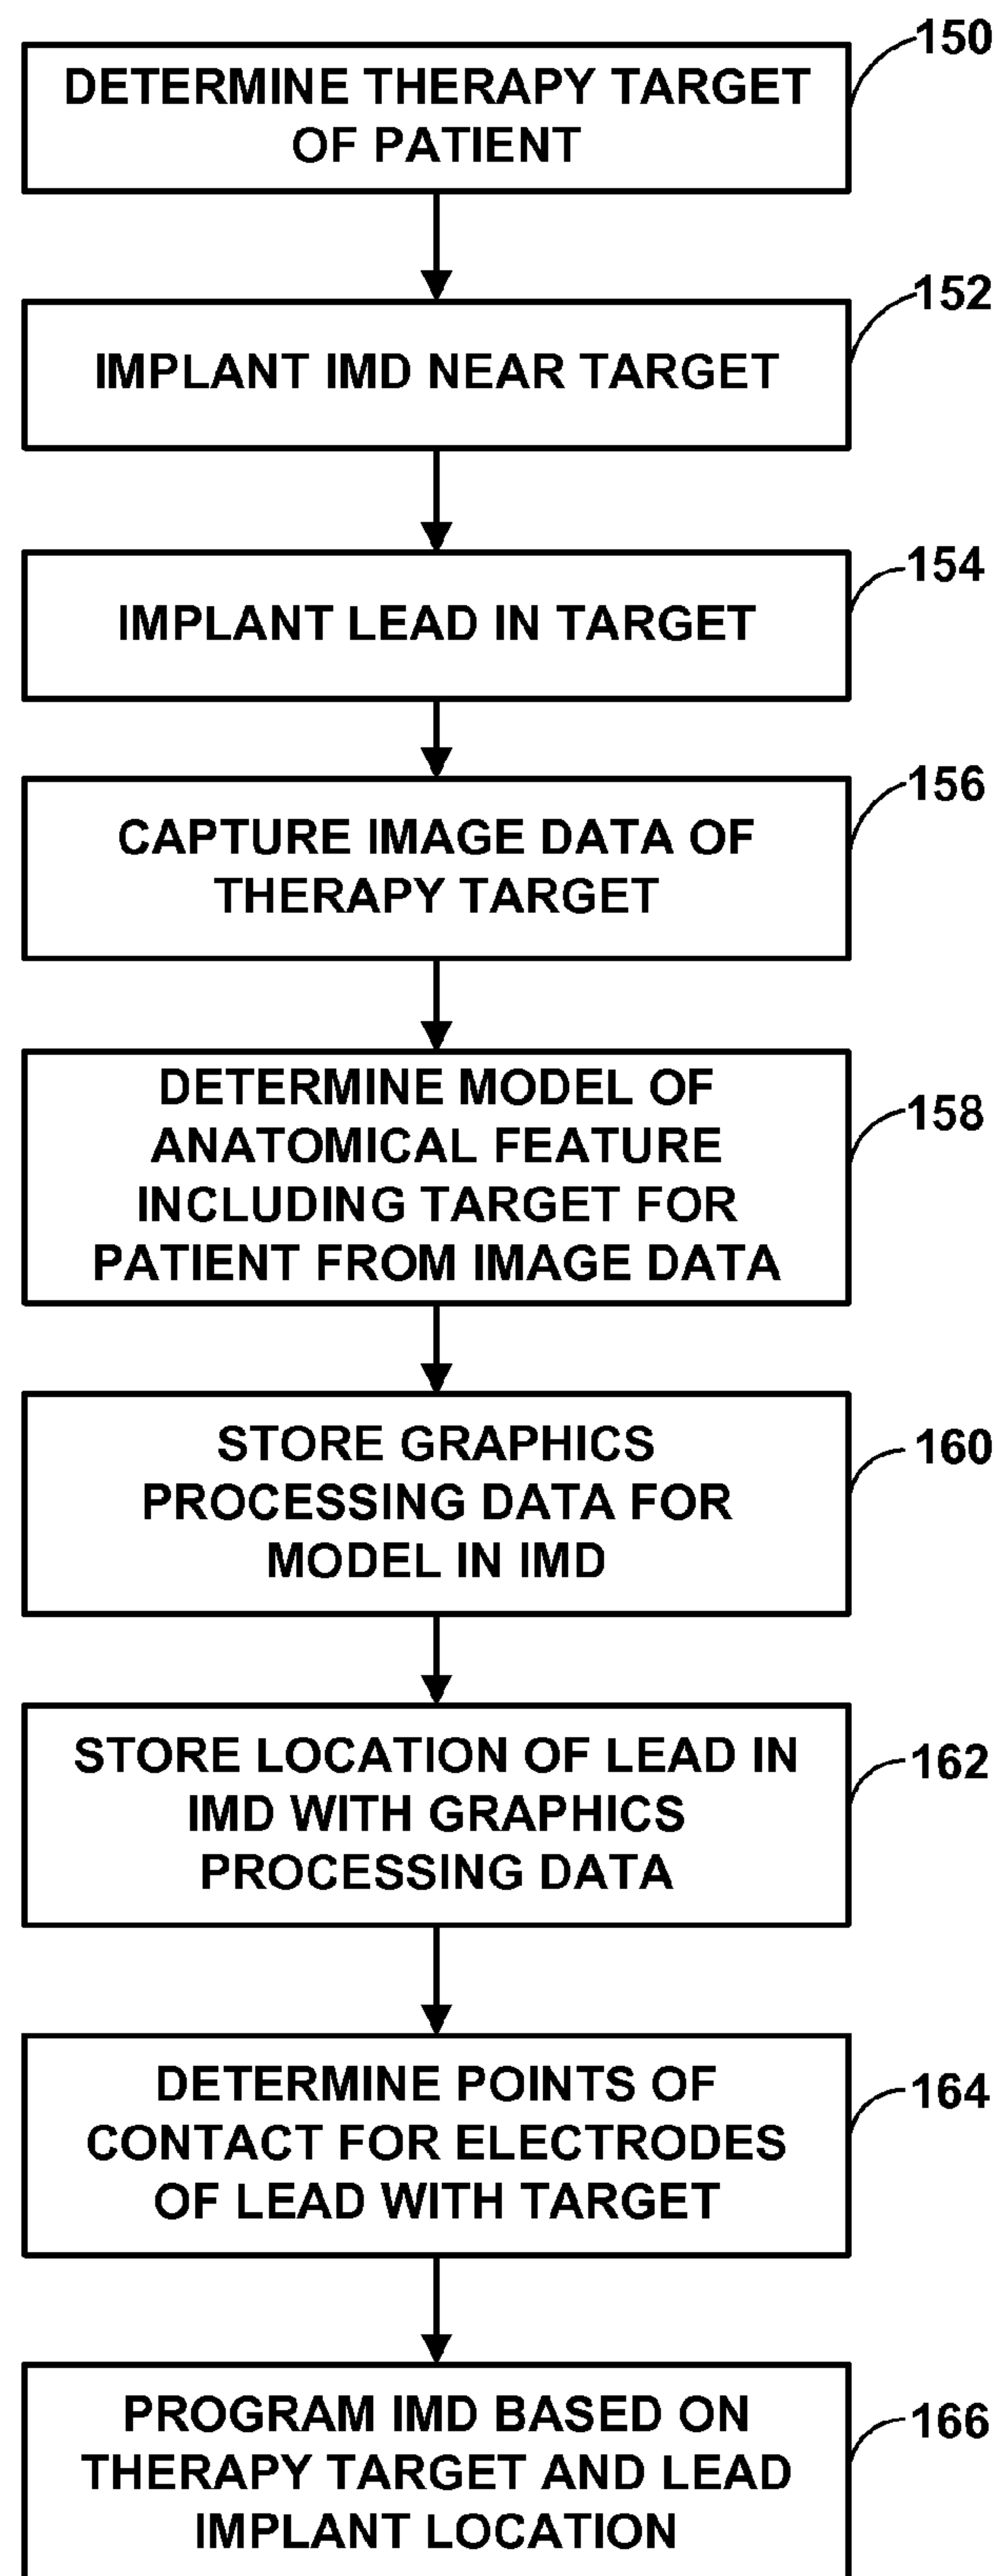 150
DETERMINE THERAPY TARGET
OF PATIENT
152
IMPLANT IMD NEAR TARGET
154
IMPLANT LEAD IN TARGET
156
CAPTURE IMAGE DATA OF
THERAPY TARGET
158
DETERMINE MODEL OF
ANATOMICAL FEATURE
INCLUDING TARGET FOR
PATIENT FROM IMAGE DATA
160
STORE GRAPHICS
PROCESSING DATA FOR
MODEL IN IMD
162
STORE LOCATION OF LEAD IN
IMD WITH GRAPHICS
PROCESSING DATA
164
DETERMINE POINTS OF
CONTACT FOR ELECTRODES
OF LEAD WITH TARGET
166
PROGRAM IMD BASED ON
THERAPY TARGET AND LEAD
IMPLANT LOCATION